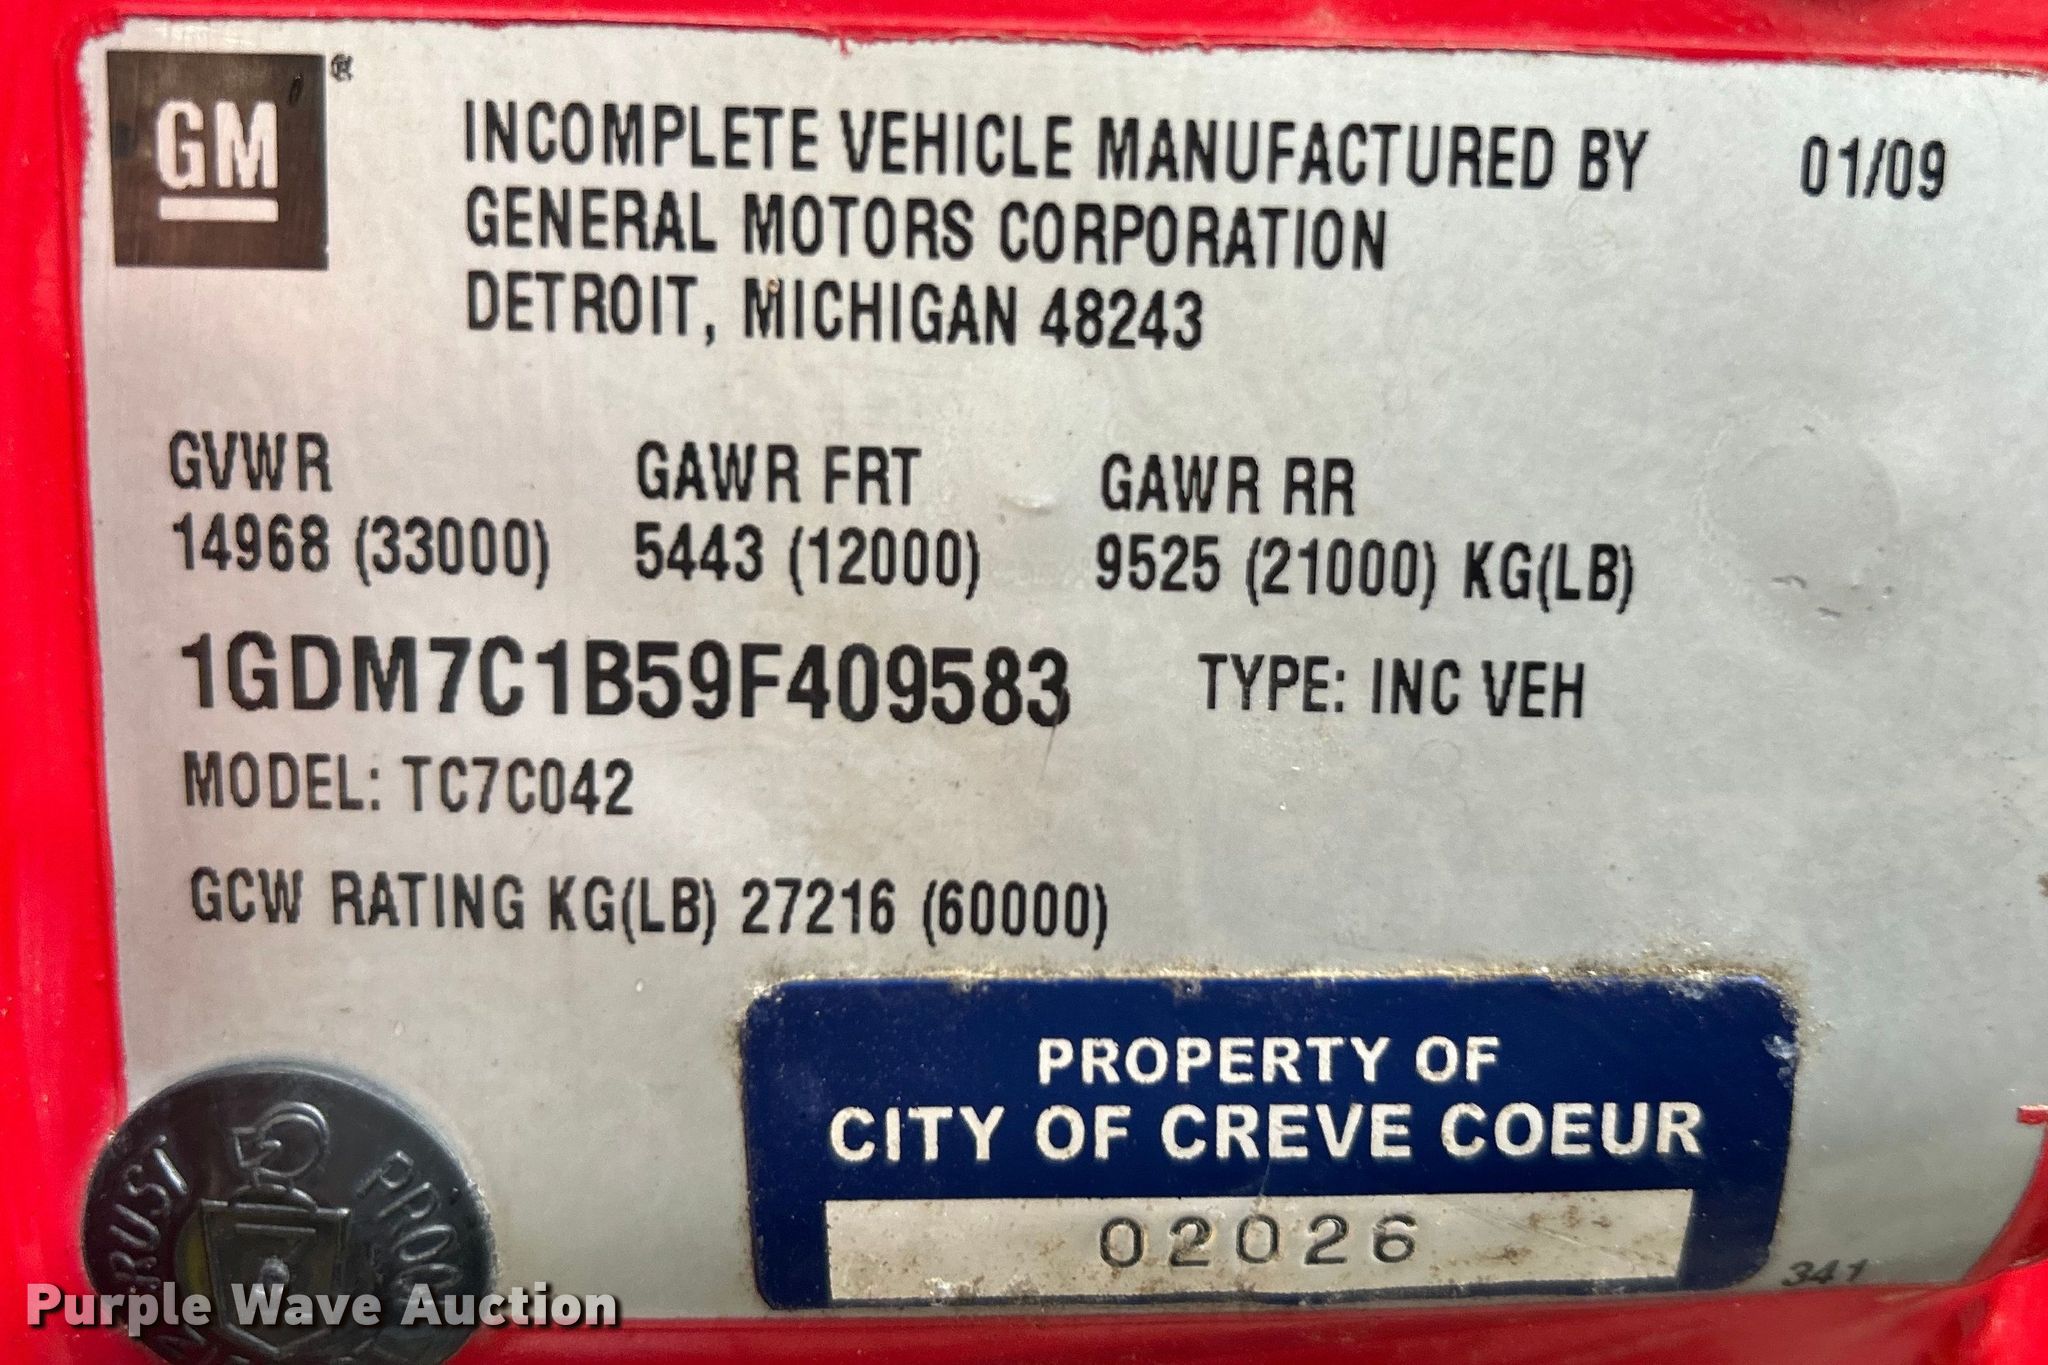 GM ®
INCOMPLETE VEHICLE MANUFACTURED BY 01/09
GENERAL MOTORS CORPORATION
DETROIT, MICHIGAN 48243
GVWR GAWR FRT GAWR RR
14968 (33000) 5443 (12000) 9525 (21000) KG(LB)
1GDM7C1B59F409583 TYPE: INC VEH
MODEL: TC7C042
GCW RATING KG(LB) 27216 (60000)
PROPERTY OF
CITY OF CREVE COEUR
02026
341
Purple Wave Auction